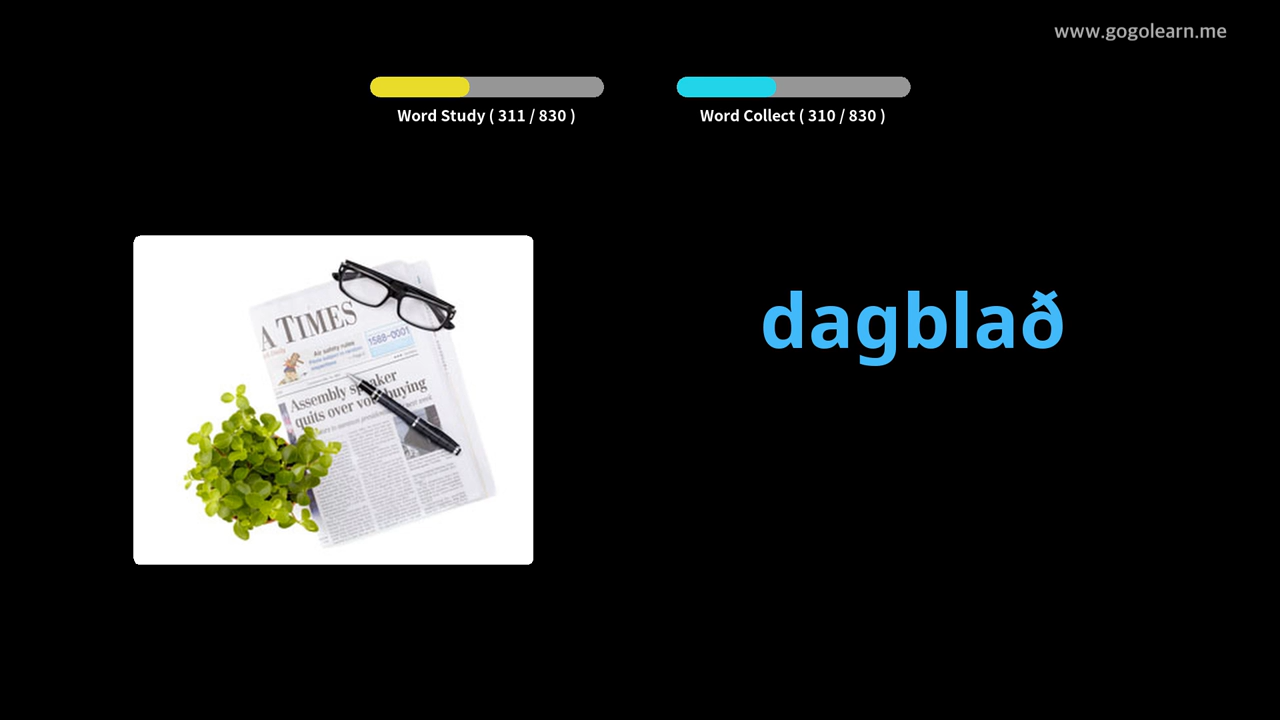 www.gogolearn.me
Word Study ( 311 / 830 )
Word Collect ( 310 / 830 )
dagblað
A TIMES
1588-0001
Air safety rules
Assembly speaker
quits over vote buying